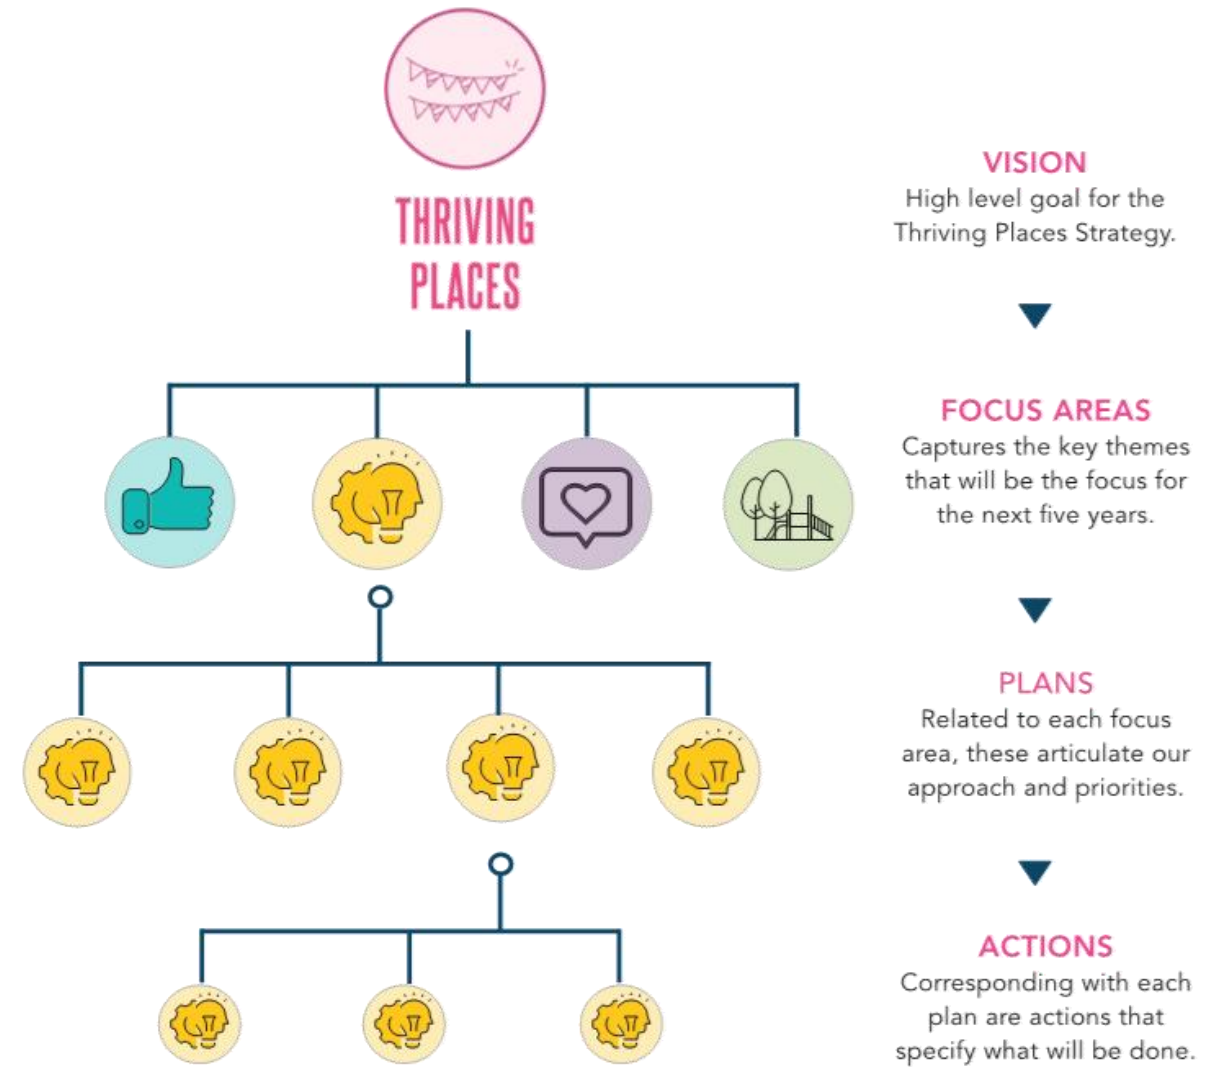 THRIVING
PLACES
VISION
High level goal for the
Thriving Places Strategy.
FOCUS AREAS
Captures the key themes
that will be the focus for
the next five years.
PLANS
Related to each focus
area, these articulate our
approach and priorities.
ACTIONS
Corresponding with each
plan are actions that
specify what will be done.